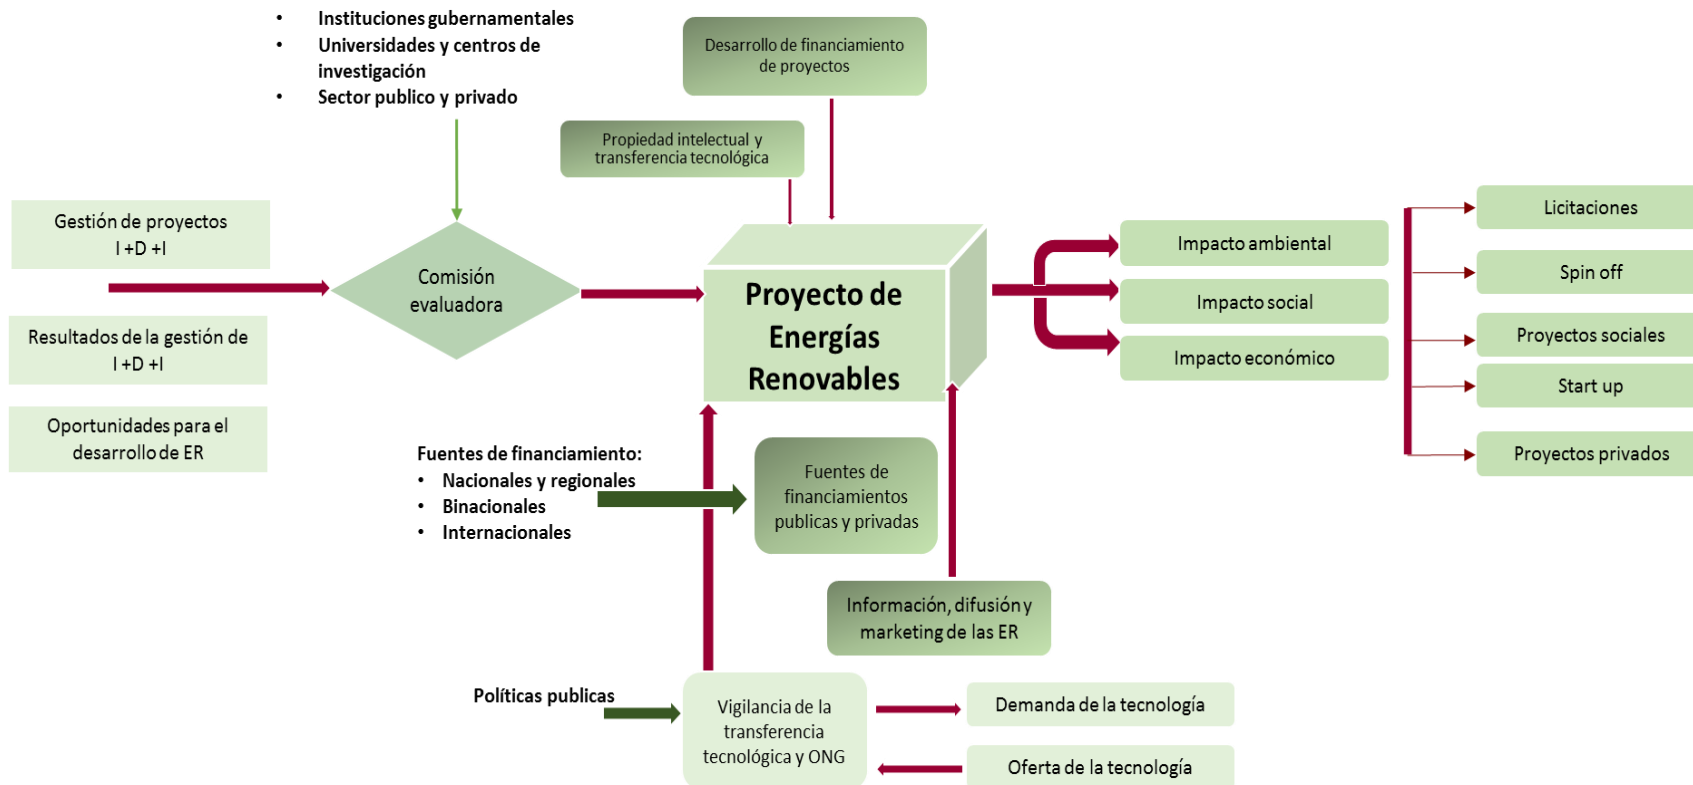 • Instituciones gubernamentales
• Universidades y centros de
investigación
• Sector publico y privado
Desarrollo de financiamiento
de proyectos
Propiedad intelectual y
transferencia tecnológica
Gestión de proyectos
I +D +I
Resultados de la gestión de
I +D +I
Oportunidades para el
desarrollo de ER
Comisión
evaluadora
Proyecto de
Energías
Renovables
Impacto ambiental
Impacto social
Impacto económico
Licitaciones
Spin off
Proyectos sociales
Start up
Proyectos privados
Fuentes de financiamiento:
• Nacionales y regionales
• Binacionales
• Internacionales
Fuentes de
financiamientos
publicas y privadas
Información, difusión y
marketing de las ER
Políticas publicas
Vigilancia de la
transferencia
tecnológica y ONG
Demanda de la tecnología
Oferta de la tecnología